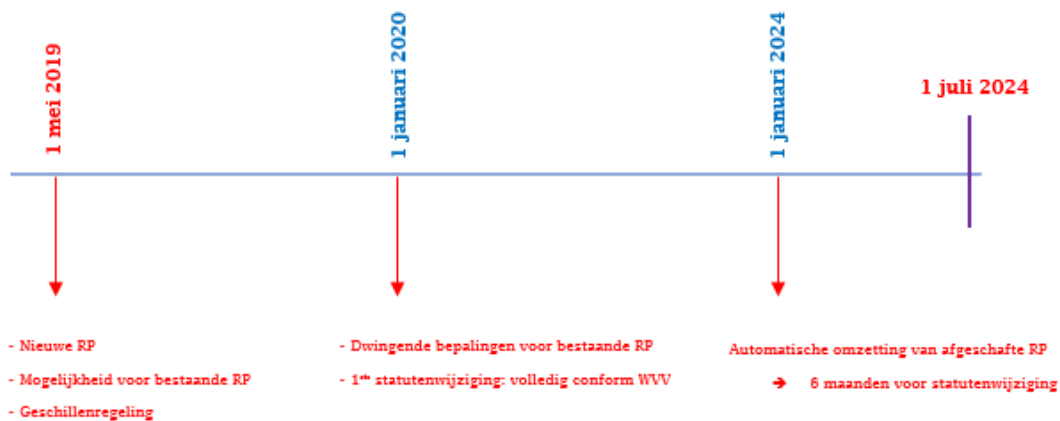 1 mei 2019
1 januari 2020
1 januari 2024
1 juli 2024
- Nieuwe RP
- Mogelijkheid voor bestaande RP
- Geschillenregeling
- Dwingende bepalingen voor bestaande RP
- 1ste statutenwijziging: volledig conform WVV
Automatische omzetting van afgeschafte RP
➔ 6 maanden voor statutenwijziging